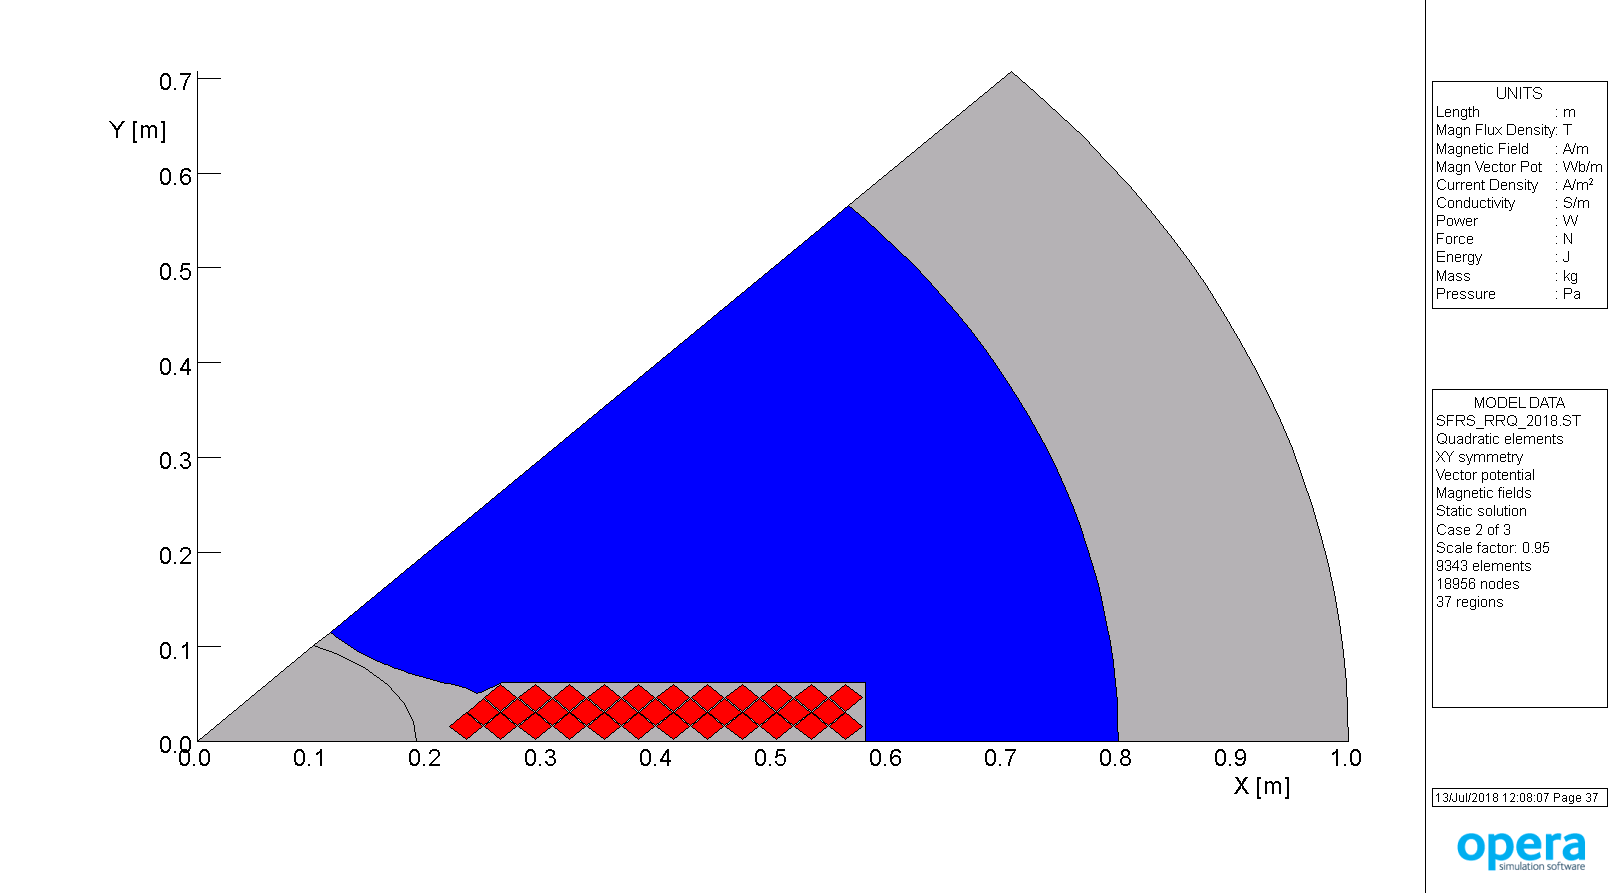 0.7
Y [m]
0.6
0.5
0.4
0.3
0.2
0.1
0.0
0.0 0.1 0.2 0.3 0.4 0.5 0.6 0.7 0.8 0.9 1.0
X [m]
UNITS
Length : m
Magn Flux Density: T
Magnetic Field : A/m
Magn Vector Pot : Wb/m
Current Density : A/m²
Conductivity : S/m
Power : W
Force : N
Energy : J
Mass : kg
Pressure : Pa
MODEL DATA
SFRS_RRQ_2018.ST
Quadratic elements
XY symmetry
Vector potential
Magnetic fields
Static solution
Case 2 of 3
Scale factor: 0.95
9343 elements
18956 nodes
37 regions
13/Jul/2018 12:08:07 Page 37
opera
simulation software